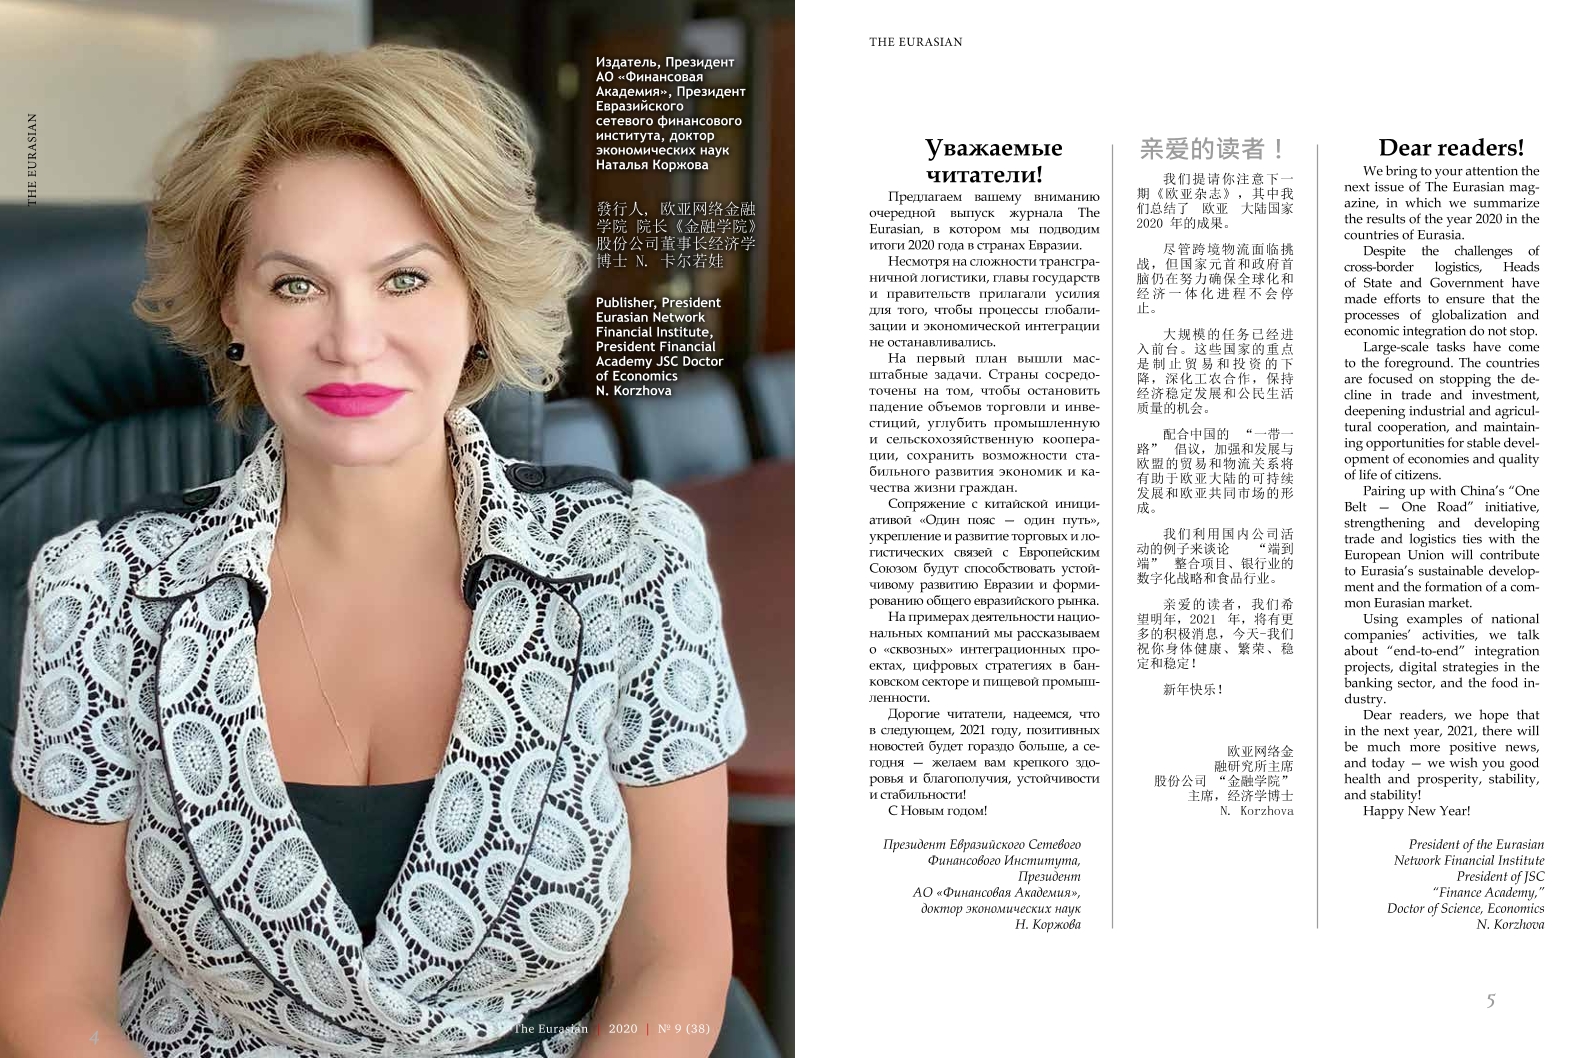 THE EURASIAN
Издатель, Президент
АО «Финансовая
Академия», Президент
Евразийского
сетевого финансового
института, доктор
экономических наук
Наталья Коржова
發行人, 欧亚网络金融
学院 院长《金融学院》
股份公司董事长经济学
博士 N. 卡尔若娃
Publisher, President
Eurasian Network
Financial Institute,
President Financial
Academy JSC Doctor
of Economics
N. Korzhova
4
The Eurasian | 2020 | № 9 (38)
THE EURASIAN
Уважаемые
читатели!
Предлагаем вашему вниманию
очередной выпуск журнала The
Eurasian, в котором мы подводим
итоги 2020 года в странах Евразии.
Несмотря на сложности трансгра-
ничной логистики, главы государств
и правительств прилагали усилия
для того, чтобы процессы глобали-
зации и экономической интеграции
не останавливались.
На первый план вышли мас-
штабные задачи. Страны сосредо-
точены на том, чтобы остановить
падение объемов торговли и инве-
стиций, углубить промышленную
и сельскохозяйственную коопера-
ции, сохранить возможности ста-
бильного развития экономик и ка-
чества жизни граждан.
Сопряжение с китайской иници-
ативой «Один пояс — один путь»,
укрепление и развитие торговых и ло-
гистических связей с Европейским
Союзом будут способствовать устой-
чивому развитию Евразии и форми-
рованию общего евразийского рынка.
На примерах деятельности нацио-
нальных компаний мы рассказываем
о «сквозных» интеграционных про-
ектах, цифровых стратегиях в бан-
ковском секторе и пищевой промыш-
ленности.
Дорогие читатели, надеемся, что
в следующем, 2021 году, позитивных
новостей будет гораздо больше, а се-
годня — желаем вам крепкого здо-
ровья и благополучия, устойчивости
и стабильности!
С Новым годом!
Президент Евразийского Сетевого
Финансового Института,
Президент
АО «Финансовая Академия»,
доктор экономических наук
Н. Коржова
亲爱的读者！
我们提请你注意下一
期《欧亚杂志》，其中我
们总结了 欧亚 大陆国家
2020 年的成果。
尽管跨境物流面临挑
战，但国家元首和政府首
脑仍在努力确保全球化和
经济一体化进程不会停
止。
大规模的任务已经进
入前台。这些国家的重点
是制止贸易和投资的下
降，深化工农合作，保持
经济稳定发展和公民生活
质量的机会。
配合中国的 “一带一
路” 倡议，加强和发展与
欧盟的贸易和物流关系将
有助于欧亚大陆的可持续
发展和欧亚共同市场的形
成。
我们利用国内公司活
动的例子来谈论 “端到
端” 整合项目、银行业的
数字化战略和食品行业。
亲爱的读者，我们希
望明年，2021 年，将有更
多的积极消息，今天-我们
祝你身体健康、繁荣、稳
定和稳定！
新年快乐！
欧亚网络金
融研究所主席
股份公司 “金融学院”
主席，经济学博士
N. Korzhova
Dear readers!
We bring to your attention the
next issue of The Eurasian mag-
azine, in which we summarize
the results of the year 2020 in the
countries of Eurasia.
Despite the challenges of
cross-border logistics, Heads
of State and Government have
made efforts to ensure that the
processes of globalization and
economic integration do not stop.
Large-scale tasks have come
to the foreground. The countries
are focused on stopping the de-
cline in trade and investment,
deepening industrial and agricul-
tural cooperation, and maintain-
ing opportunities for stable devel-
opment of economies and quality
of life of citizens.
Pairing up with China’s “One
Belt — One Road” initiative,
strengthening and developing
trade and logistics ties with the
European Union will contribute
to Eurasia’s sustainable develop-
ment and the formation of a com-
mon Eurasian market.
Using examples of national
companies’ activities, we talk
about “end-to-end” integration
projects, digital strategies in the
banking sector, and the food in-
dustry.
Dear readers, we hope that
in the next year, 2021, there will
be much more positive news,
and today — we wish you good
health and prosperity, stability,
and stability!
Happy New Year!
President of the Eurasian
Network Financial Institute
President of JSC
“Finance Academy,”
Doctor of Science, Economics
N. Korzhova
5